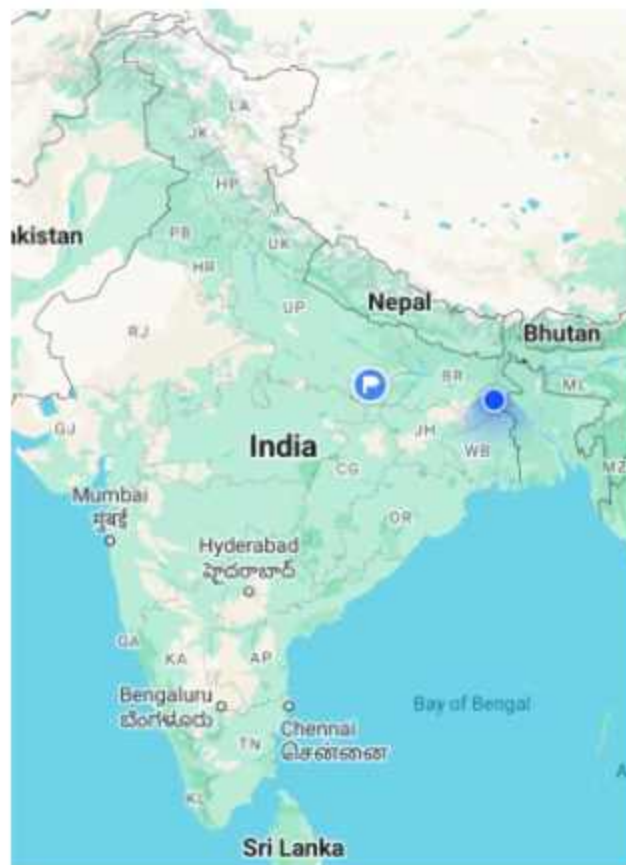 LA
JK
HP
PB
akistan
UK
HR
UP
Nepal
RJ
Bhutan
P
BR
ML
GJ
India
JH
WB
CG
MZ
Mumbai
मुंबई
OR
Hyderabad
హైదరాబాద్
GA
KA
AP
Bengaluru
ಬೆಂಗಳೂರು
Bay of Bengal
Chennai
சென்னை
TN
A
KL
Sri Lanka